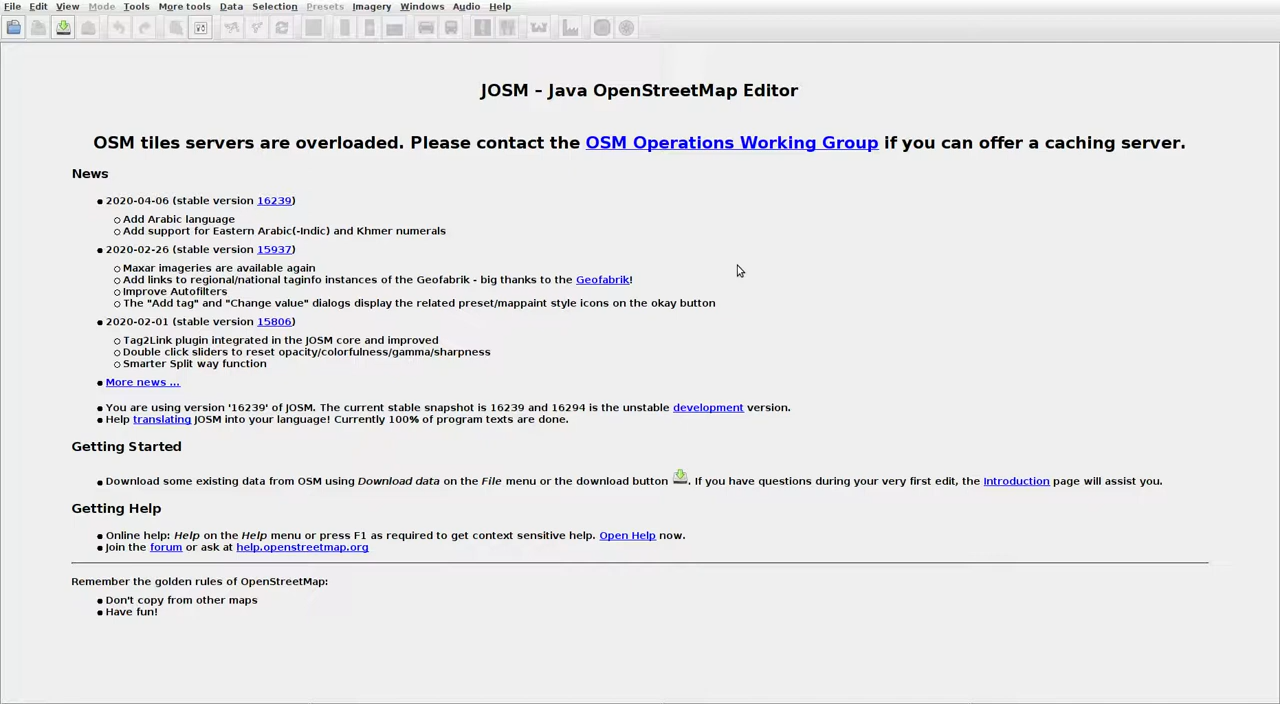 File Edit View Mode Tools More tools Data Selection Presets Imagery Windows Audio Help
JOSM – Java OpenStreetMap Editor
OSM tiles servers are overloaded. Please contact the OSM Operations Working Group if you can offer a caching server.
News
2020-04-06 (stable version 16239)
Add Arabic language
Add support for Eastern Arabic(-Indic) and Khmer numerals
2020-02-26 (stable version 15937)
Maxar imageries are available again
Add links to regional/national taginfo instances of the Geofabrik - big thanks to the Geofabrik!
Improve Autofilters
The "Add tag" and "Change value" dialogs display the related preset/mappaint style icons on the okay button
2020-02-01 (stable version 15806)
Tag2Link plugin integrated in the JOSM core and improved
Double click sliders to reset opacity/colorfulness/gamma/sharpness
Smarter Split way function
More news ...
You are using version '16239' of JOSM. The current stable snapshot is 16239 and 16294 is the unstable development version.
Help translating JOSM into your language! Currently 100% of program texts are done.
Getting Started
Download some existing data from OSM using Download data on the File menu or the download button . If you have questions during your very first edit, the Introduction page will assist you.
Getting Help
Online help: Help on the Help menu or press F1 as required to get context sensitive help. Open Help now.
Join the forum or ask at help.openstreetmap.org
Remember the golden rules of OpenStreetMap:
Don't copy from other maps
Have fun!